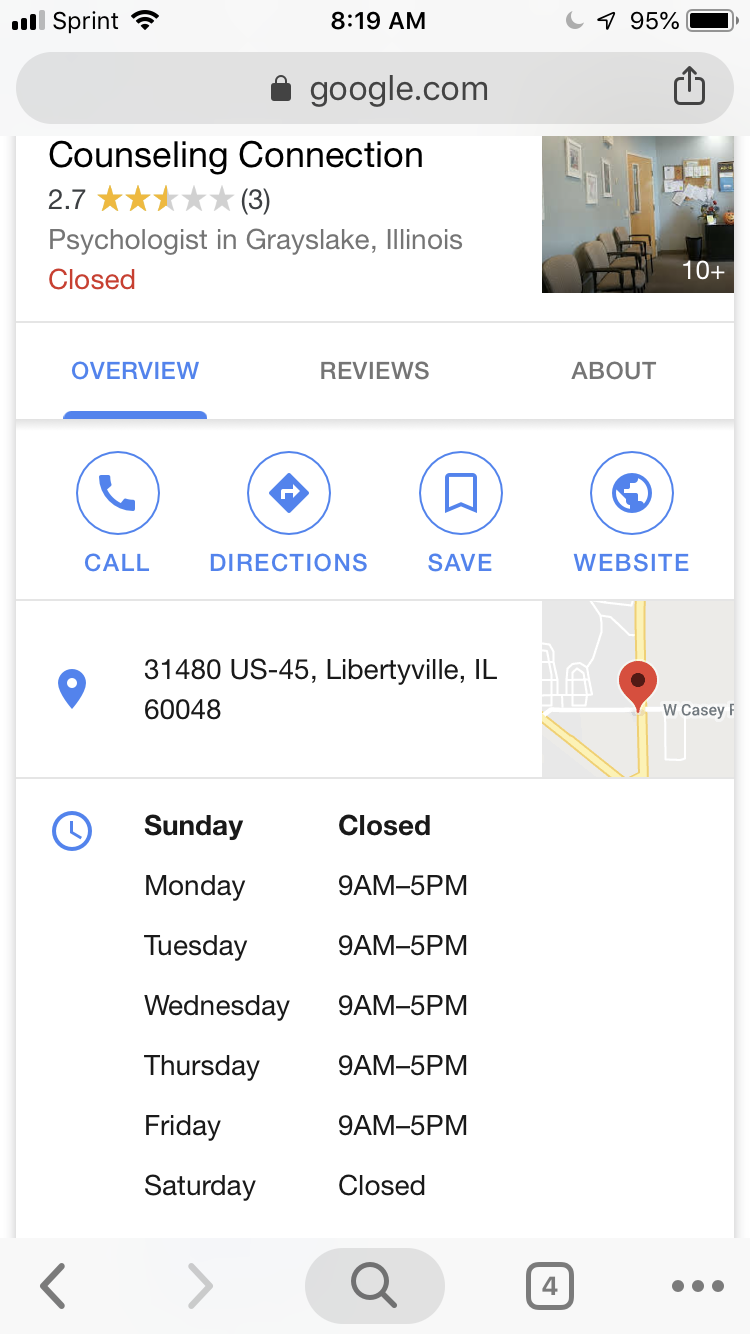 Sprint 8:19 AM 95%
google.com
Counseling Connection
2.7 (3)
Psychologist in Grayslake, Illinois
Closed
10+
OVERVIEW REVIEWS ABOUT
CALL DIRECTIONS SAVE WEBSITE
31480 US-45, Libertyville, IL
60048
W Casey
Sunday Closed
Monday 9AM–5PM
Tuesday 9AM–5PM
Wednesday 9AM–5PM
Thursday 9AM–5PM
Friday 9AM–5PM
Saturday Closed
4